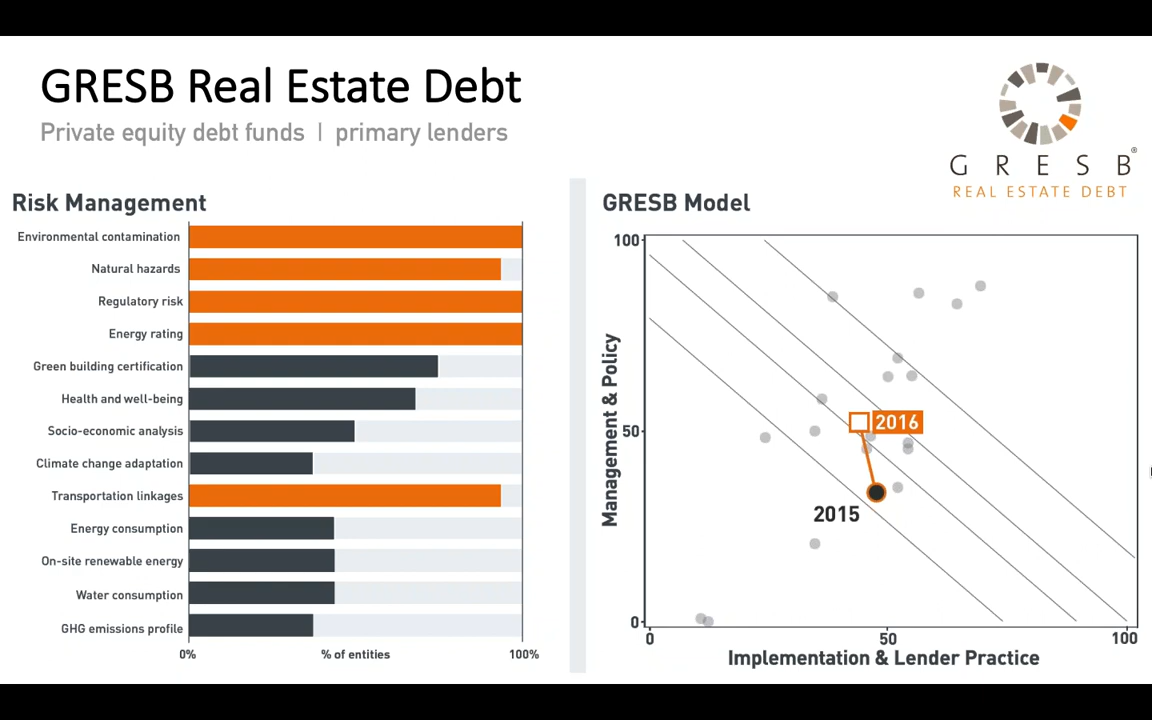 GRESB Real Estate Debt
Private equity debt funds | primary lenders
G R E S B®
REAL ESTATE DEBT
Risk Management
Environmental contamination
Natural hazards
Regulatory risk
Energy rating
Green building certification
Health and well-being
Socio-economic analysis
Climate change adaptation
Transportation linkages
Energy consumption
On-site renewable energy
Water consumption
GHG emissions profile
0%
% of entities
100%
GRESB Model
100
50
0
Management & Policy
2016
2015
0
50
100
Implementation & Lender Practice